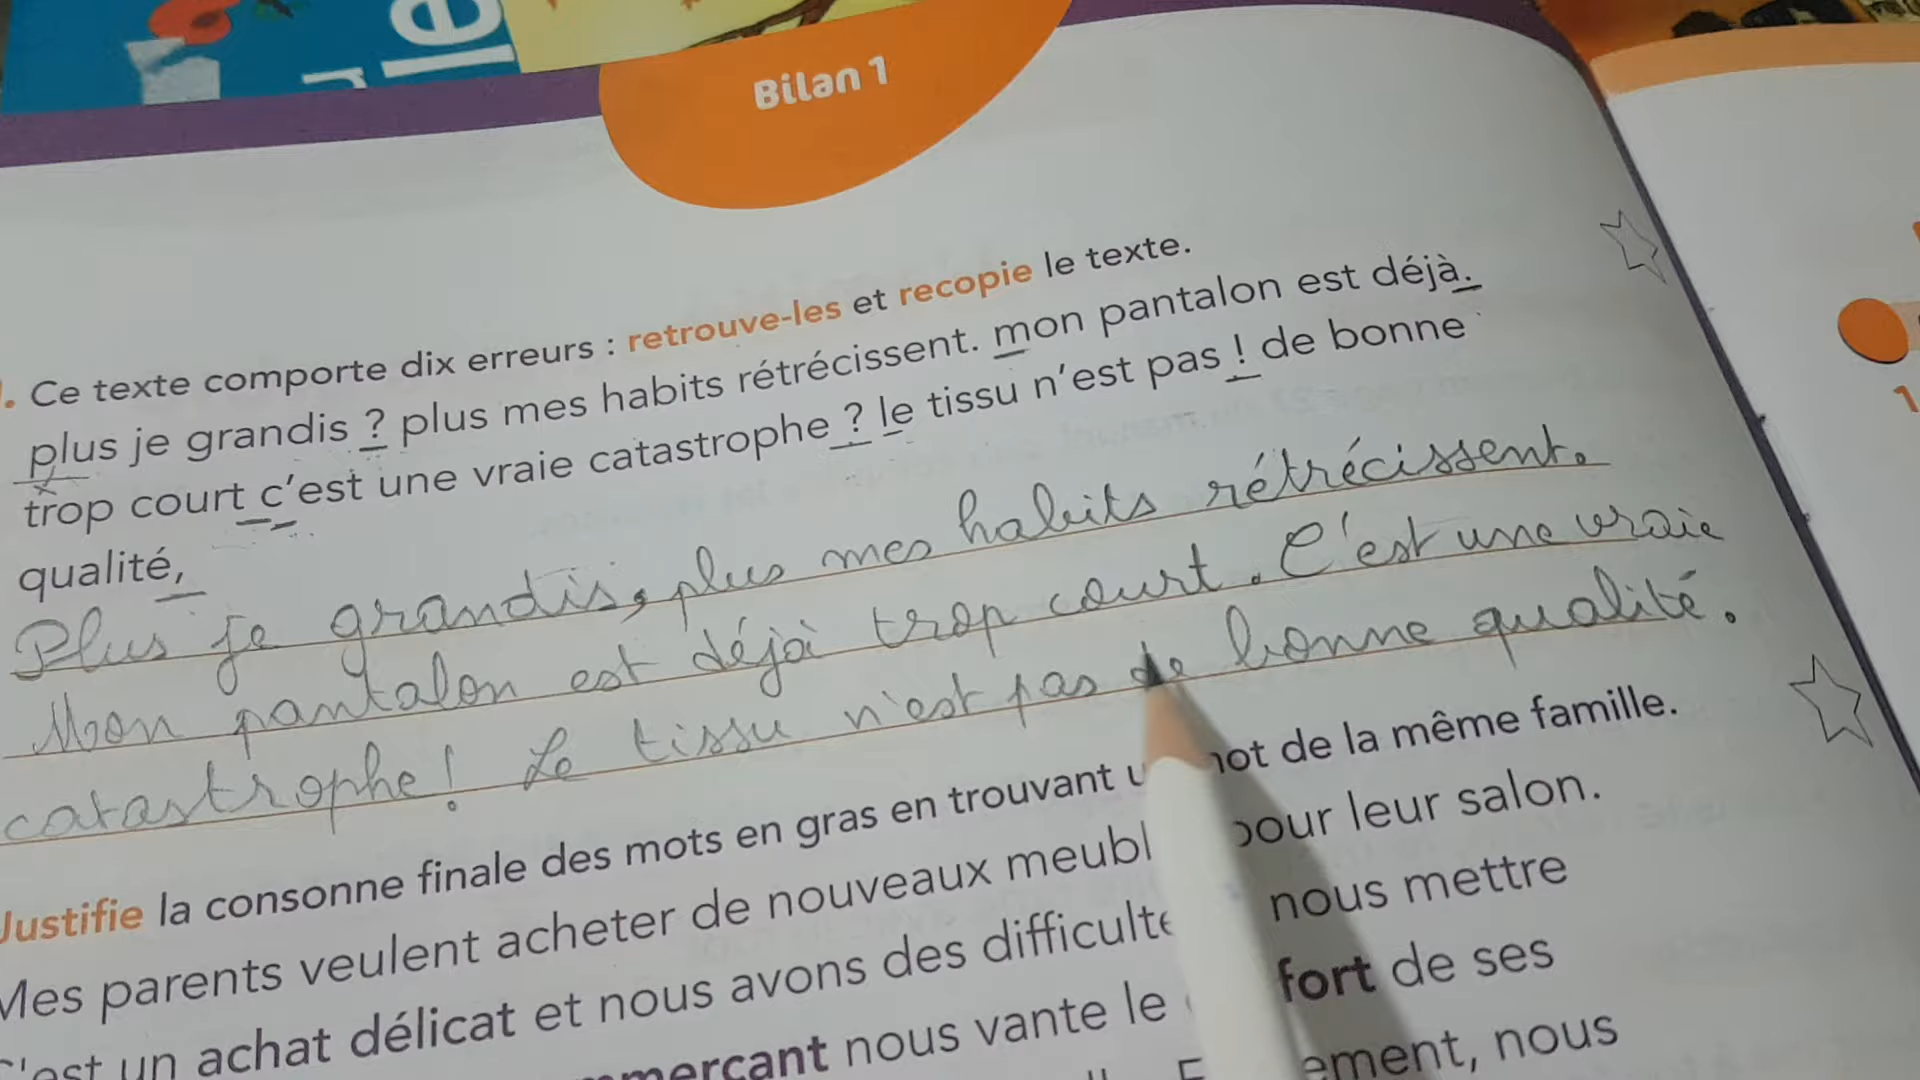 le
Bilan 1
. Ce texte comporte dix erreurs : retrouve-les et recopie le texte.
plus je grandis ? plus mes habits rétrécissent. mon pantalon est déjà.
trop court c'est une vraie catastrophe ? le tissu n'est pas ! de bonne
qualité,
Plus je grandis, plus mes habits rétrécissent.
Mon pantalon est déjà trop court. C'est une vraie
catastrophe ! Le tissu n'est pas de bonne qualité.
Justifie la consonne finale des mots en gras en trouvant mot de la même famille.
Mes parents veulent acheter de nouveaux pour leur salon.
C'est un achat délicat et nous avons des nous mettre
nous vante le fort de ses
nous
1